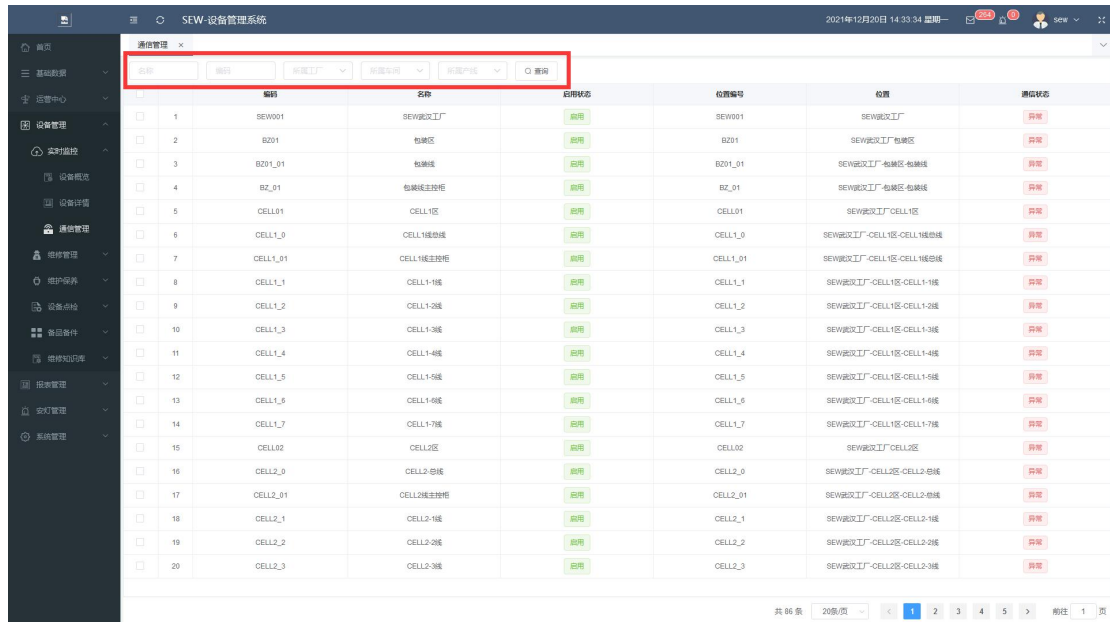 SEW-设备管理系统 2021年12月20日 14:33:34 星期一 264 0 sew
首页
基础数据
运营中心
设备管理
实时监控
设备概览
设备详情
通信管理
维修管理
维护保养
设备点检
备品备件
维修知识库
报表管理
安灯管理
系统管理
通信管理 ×
名称 编码 所属工厂 所属车间 所属产线 查询
编码 名称 启用状态 位置编号 位置 通信状态
1 SEW001 SEW武汉工厂 启用 SEW001 SEW武汉工厂 异常
2 BZ01 包装区 启用 BZ01 SEW武汉工厂包装区 异常
3 BZ01_01 包装线 启用 BZ01_01 SEW武汉工厂-包装区-包装线 异常
4 BZ_01 包装线主控柜 启用 BZ_01 SEW武汉工厂-包装区-包装线 异常
5 CELL01 CELL1区 启用 CELL01 SEW武汉工厂CELL1区 异常
6 CELL1_0 CELL1线总线 启用 CELL1_0 SEW武汉工厂-CELL1区-CELL1线总线 异常
7 CELL1_01 CELL1线主控柜 启用 CELL1_01 SEW武汉工厂-CELL1区-CELL1线总线 异常
8 CELL1_1 CELL1-1线 启用 CELL1_1 SEW武汉工厂-CELL1区-CELL1-1线 异常
9 CELL1_2 CELL1-2线 启用 CELL1_2 SEW武汉工厂-CELL1区-CELL1-2线 异常
10 CELL1_3 CELL1-3线 启用 CELL1_3 SEW武汉工厂-CELL1区-CELL1-3线 异常
11 CELL1_4 CELL1-4线 启用 CELL1_4 SEW武汉工厂-CELL1区-CELL1-4线 异常
12 CELL1_5 CELL1-5线 启用 CELL1_5 SEW武汉工厂-CELL1区-CELL1-5线 异常
13 CELL1_6 CELL1-6线 启用 CELL1_6 SEW武汉工厂-CELL1区-CELL1-6线 异常
14 CELL1_7 CELL1-7线 启用 CELL1_7 SEW武汉工厂-CELL1区-CELL1-7线 异常
15 CELL02 CELL2区 启用 CELL02 SEW武汉工厂CELL2区 异常
16 CELL2_0 CELL2-总线 启用 CELL2_0 SEW武汉工厂-CELL2区-CELL2-总线 异常
17 CELL2_01 CELL2线主控柜 启用 CELL2_01 SEW武汉工厂-CELL2区-CELL2-总线 异常
18 CELL2_1 CELL2-1线 启用 CELL2_1 SEW武汉工厂-CELL2区-CELL2-1线 异常
19 CELL2_2 CELL2-2线 启用 CELL2_2 SEW武汉工厂-CELL2区-CELL2-2线 异常
20 CELL2_3 CELL2-3线 启用 CELL2_3 SEW武汉工厂-CELL2区-CELL2-3线 异常
共 86 条 20条/页 < 1 2 3 4 5 > 前往 1 页